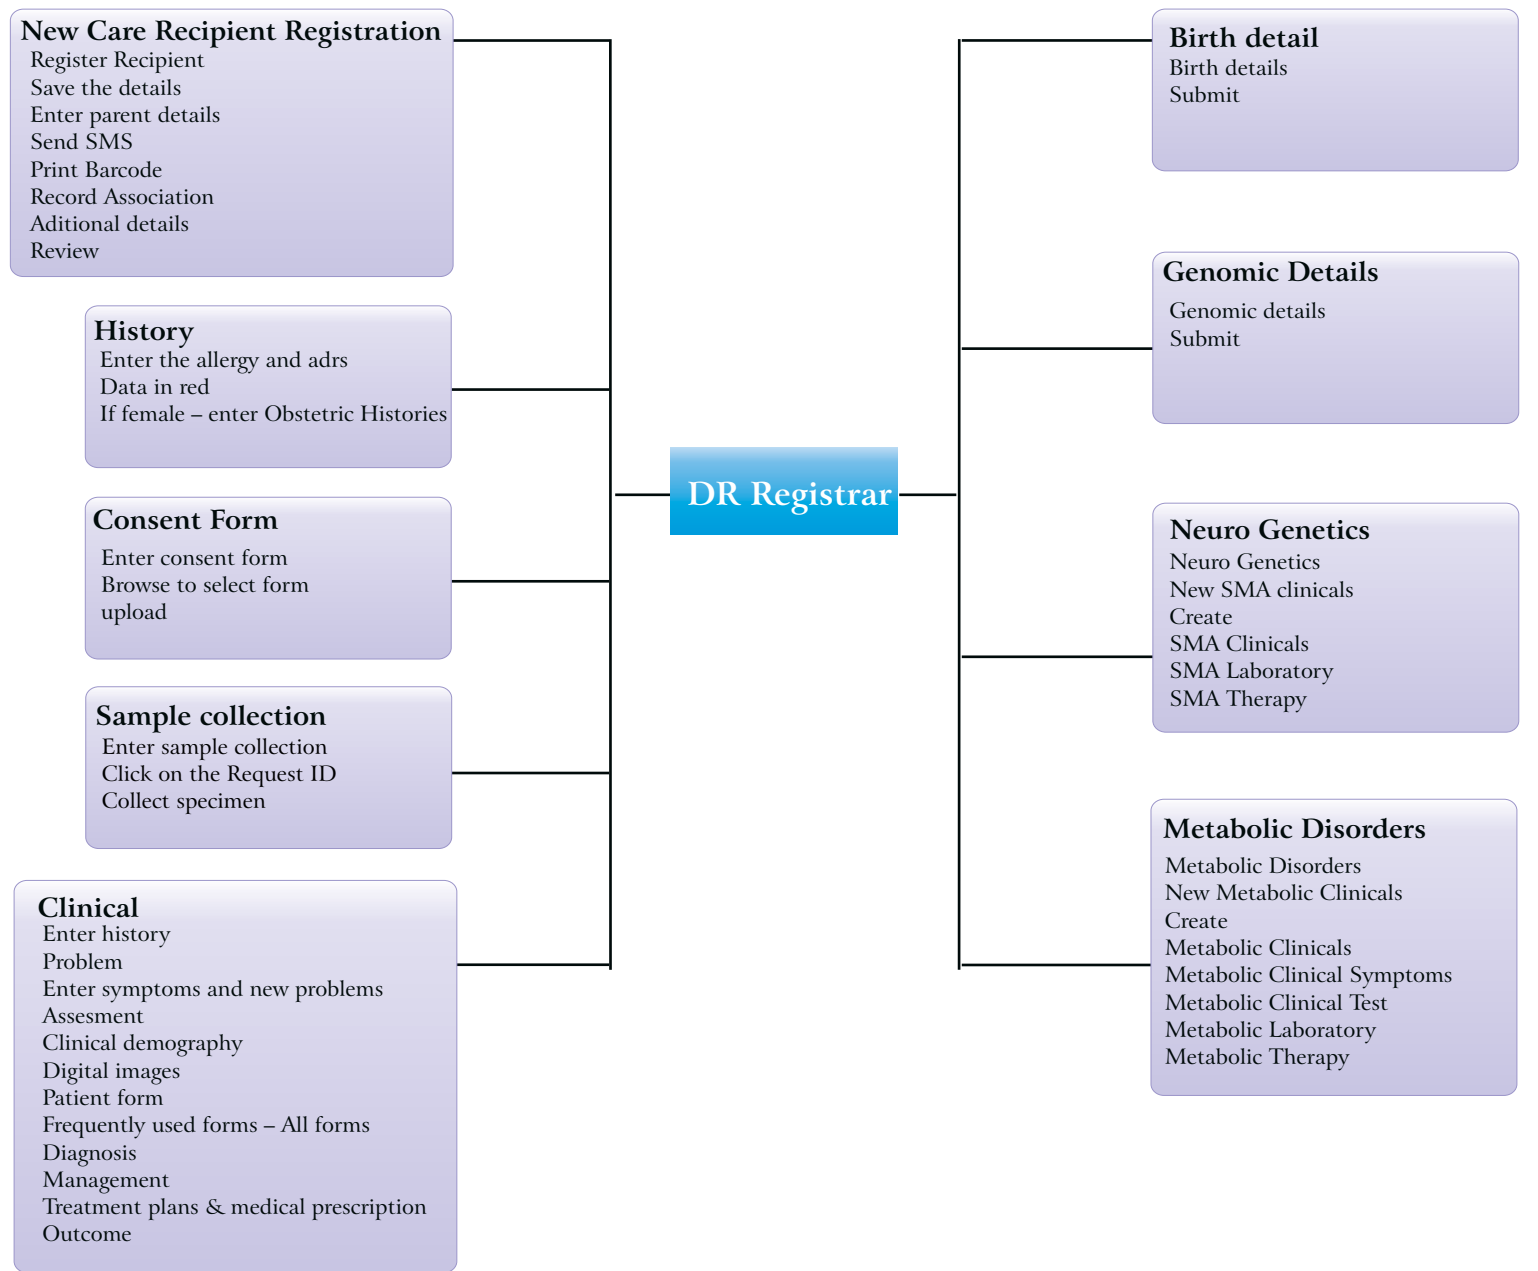 New Care Recipient Registration
Register Recipient
Save the details
Enter parent details
Send SMS
Print Barcode
Record Association
Aditional details
Review
History
Enter the allergy and adrs
Data in red
If female – enter Obstetric Histories
Consent Form
Enter consent form
Browse to select form
upload
Sample collection
Enter sample collection
Click on the Request ID
Collect specimen
Clinical
Enter history
Problem
Enter symptoms and new problems
Assesment
Clinical demography
Digital images
Patient form
Frequently used forms – All forms
Diagnosis
Management
Treatment plans & medical prescription
Outcome
DR Registrar
Birth detail
Birth details
Submit
Genomic Details
Genomic details
Submit
Neuro Genetics
Neuro Genetics
New SMA clinicals
Create
SMA Clinicals
SMA Laboratory
SMA Therapy
Metabolic Disorders
Metabolic Disorders
New Metabolic Clinicals
Create
Metabolic Clinicals
Metabolic Clinical Symptoms
Metabolic Clinical Test
Metabolic Laboratory
Metabolic Therapy